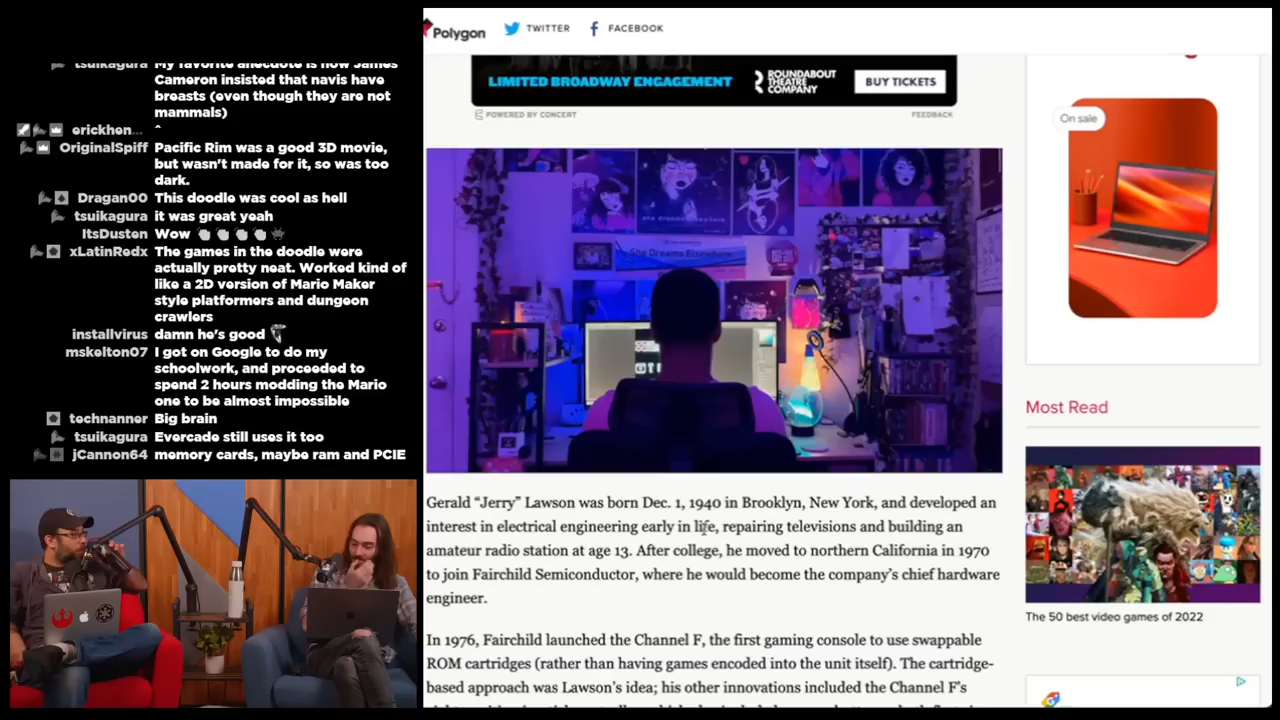 tsuikagura My favorite anecdote is how James
Cameron insisted that navis have
breasts (even though they are not
mammals)
erickhen... ^
OriginalSpiff Pacific Rim was a good 3D movie,
but wasn't made for it, so was too
dark.
Dragan00 This doodle was cool as hell
tsuikagura it was great yeah
ItsDusten Wow
xLatinRedx The games in the doodle were
actually pretty neat. Worked kind of
like a 2D version of Mario Maker
style platformers and dungeon
crawlers
installvirus damn he's good
mskelton07 I got on Google to do my
schoolwork, and proceeded to
spend 2 hours modding the Mario
one to be almost impossible
technanner Big brain
tsuikagura Evercade still uses it too
jCannon64 memory cards, maybe ram and PCIE
Polygon TWITTER FACEBOOK
LIMITED BROADWAY ENGAGEMENT
ROUNDABOUT
THEATRE
COMPANY
BUY TICKETS
POWERED BY CONCERT FEEDBACK
she dreams elsewhere
She Dreams Elsewhere
Gerald “Jerry” Lawson was born Dec. 1, 1940 in Brooklyn, New York, and developed an
interest in electrical engineering early in life, repairing televisions and building an
amateur radio station at age 13. After college, he moved to northern California in 1970
to join Fairchild Semiconductor, where he would become the company’s chief hardware
engineer.
In 1976, Fairchild launched the Channel F, the first gaming console to use swappable
ROM cartridges (rather than having games encoded into the unit itself). The cartridge-
based approach was Lawson’s idea; his other innovations included the Channel F’s
On sale
Most Read
The 50 best video games of 2022